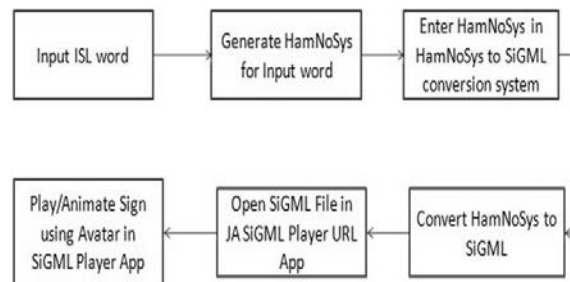 Input ISL word
Generate HamNoSys
for Input word
Enter HamNoSys in
HamNoSys to SiGML
conversion system
Convert HamNoSys to
SiGML
Open SiGML File in
JA SiGML Player URL
App
Play/Animate Sign
using Avatar in
SiGML Player App